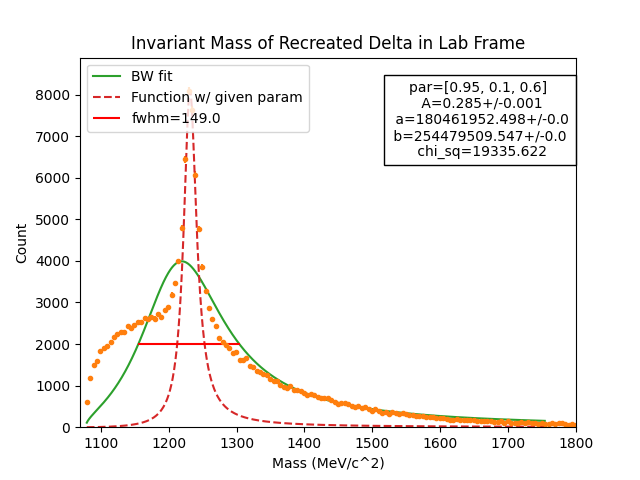 Invariant Mass of Recreated Delta in Lab Frame
BW fit
Function w/ given param
fwhm=149.0
par=[0.95, 0.1, 0.6]
A=0.285+/-0.001
a=180461952.498+/-0.0
b=254479509.547+/-0.0
chi_sq=19335.622
Count
8000
7000
6000
5000
4000
3000
2000
1000
0
1100 1200 1300 1400 1500 1600 1700 1800
Mass (MeV/c^2)